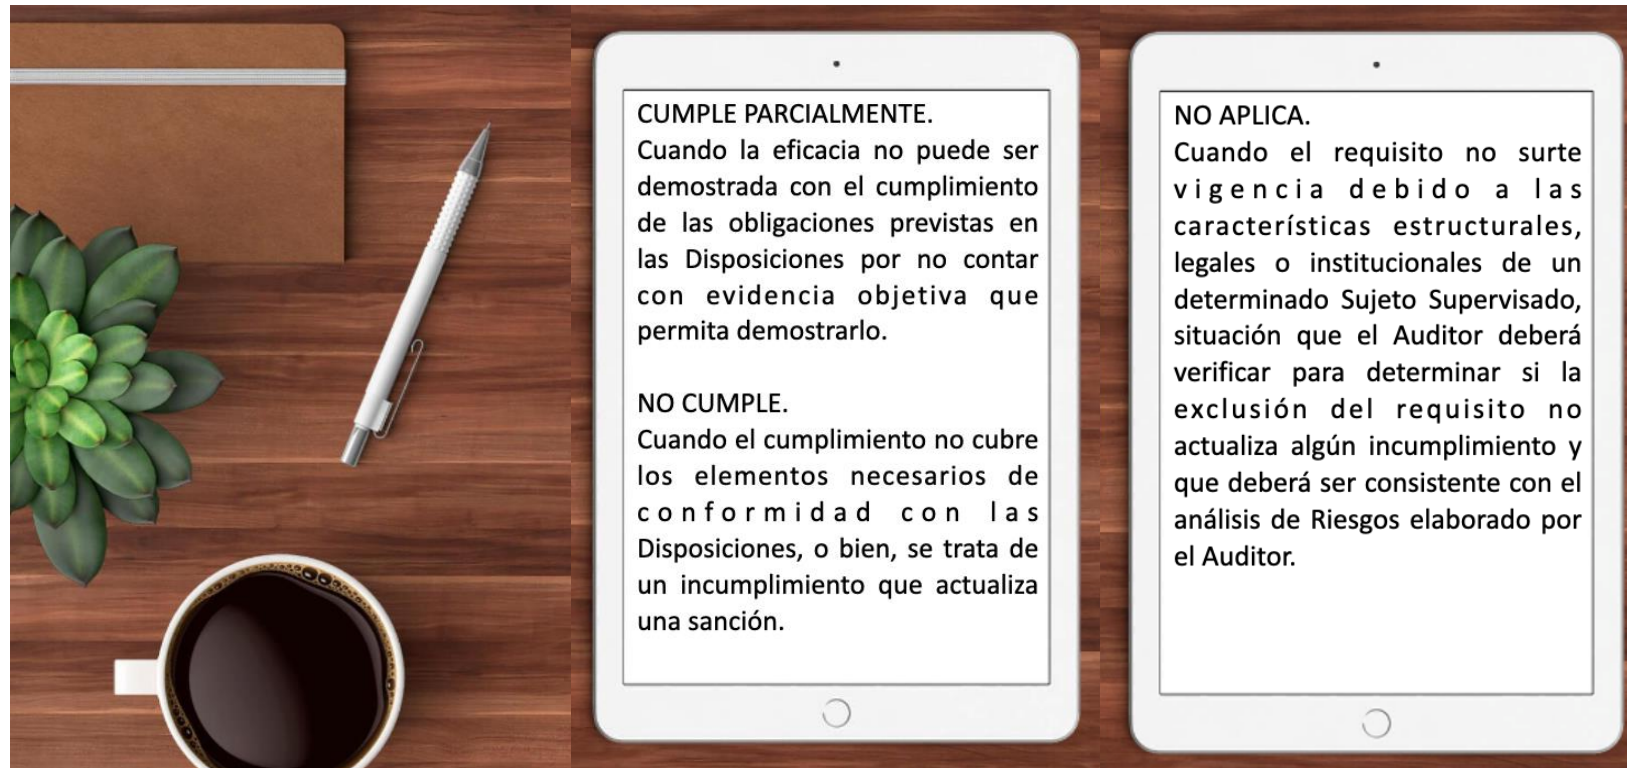 CUMPLE PARCIALMENTE.
Cuando la eficacia no puede ser
demostrada con el cumplimiento
de las obligaciones previstas en
las Disposiciones por no contar
con evidencia objetiva que
permita demostrarlo.
NO CUMPLE.
Cuando el cumplimiento no cubre
los elementos necesarios de
conformidad con las
Disposiciones, o bien, se trata de
un incumplimiento que actualiza
una sanción.
NO APLICA.
Cuando el requisito no surte
vigencia debido a las
características estructurales,
legales o institucionales de un
determinado Sujeto Supervisado,
situación que el Auditor deberá
verificar para determinar si la
exclusión del requisito no
actualiza algún incumplimiento y
que deberá ser consistente con el
análisis de Riesgos elaborado por
el Auditor.